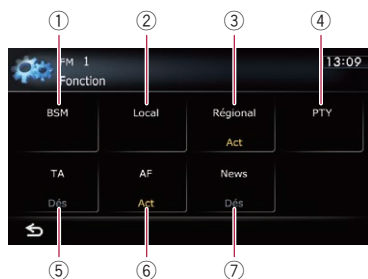 ① ② ③ ④
FM 1 13:09
Fonction
BSM Local Régional PTY
Act
TA AF News
Dés Act Dés
⑤ ⑥ ⑦